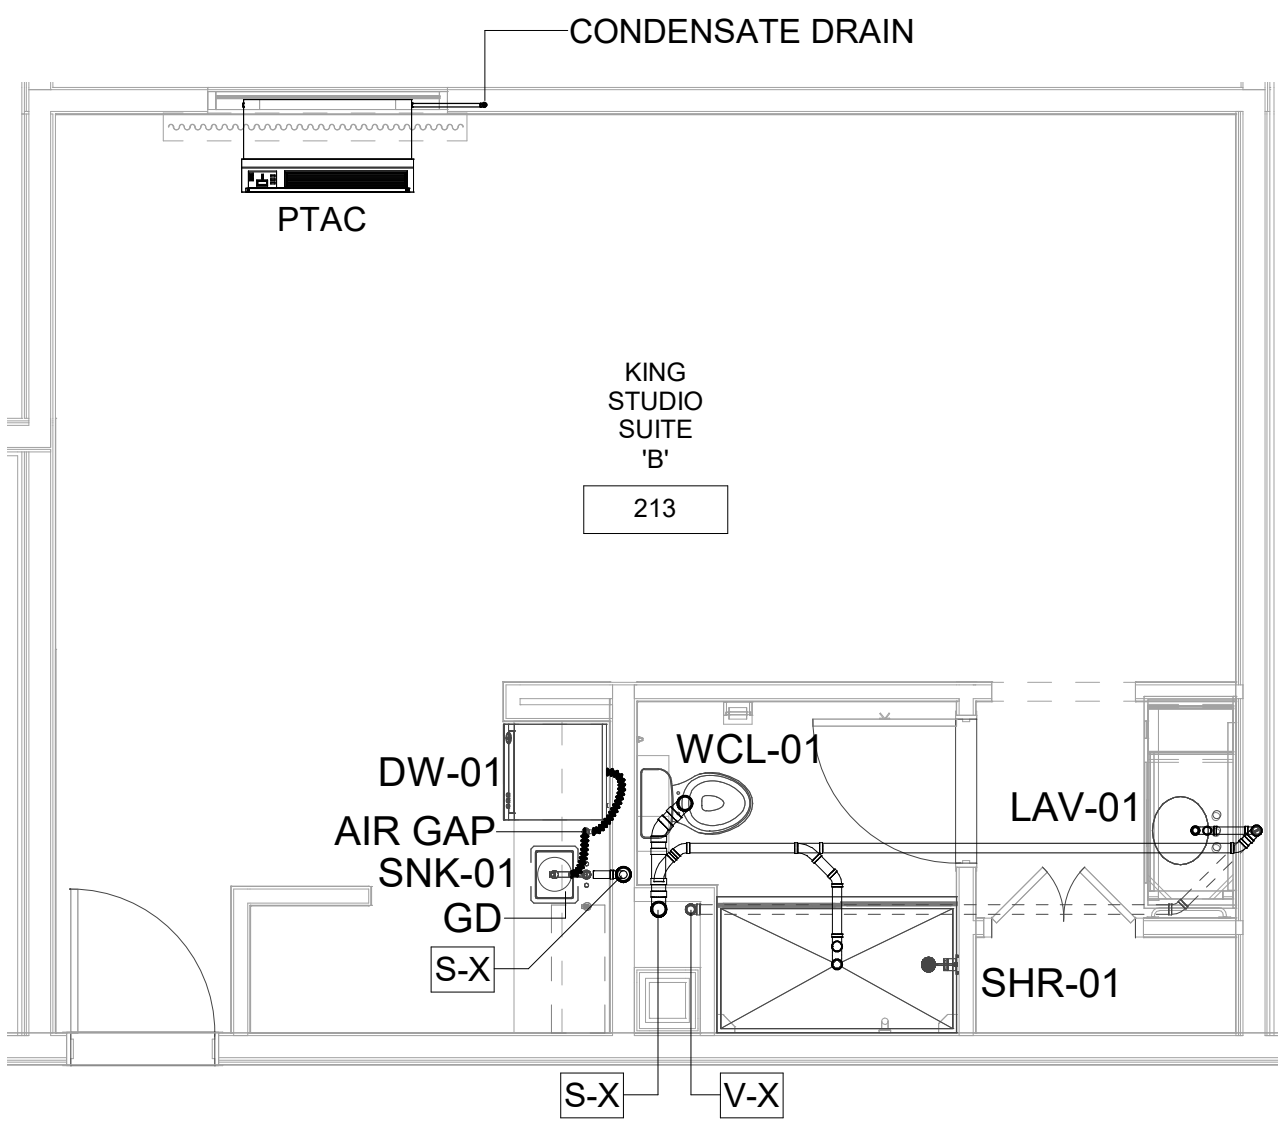 CONDENSATE DRAIN
PTAC
KING
STUDIO
SUITE
'B'
213
WCL-01
DW-01
LAV-01
AIR GAP
SNK-01
GD
S-X
SHR-01
S-X
V-X